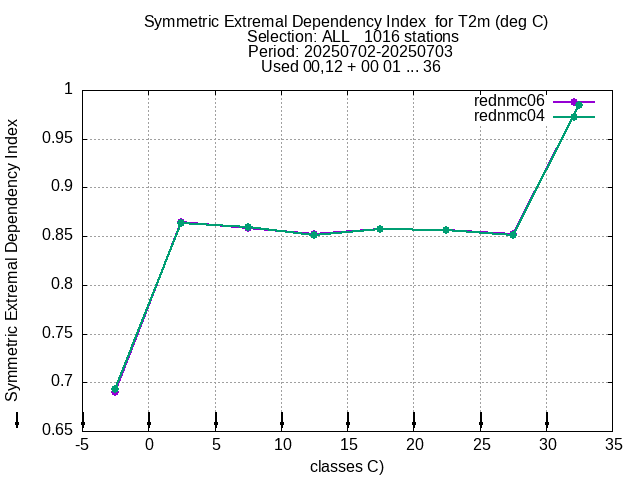 Symmetric Extremal Dependency Index  for T2m (deg C)
Selection: ALL   1016 stations
Period: 20250702-20250703
Used 00,12 + 00 01 ... 36
rednmc06
rednmc04
Symmetric Extremal Dependency Index
1
0.95
0.9
0.85
0.8
0.75
0.7
0.65
-5 0 5 10 15 20 25 30 35
classes C)